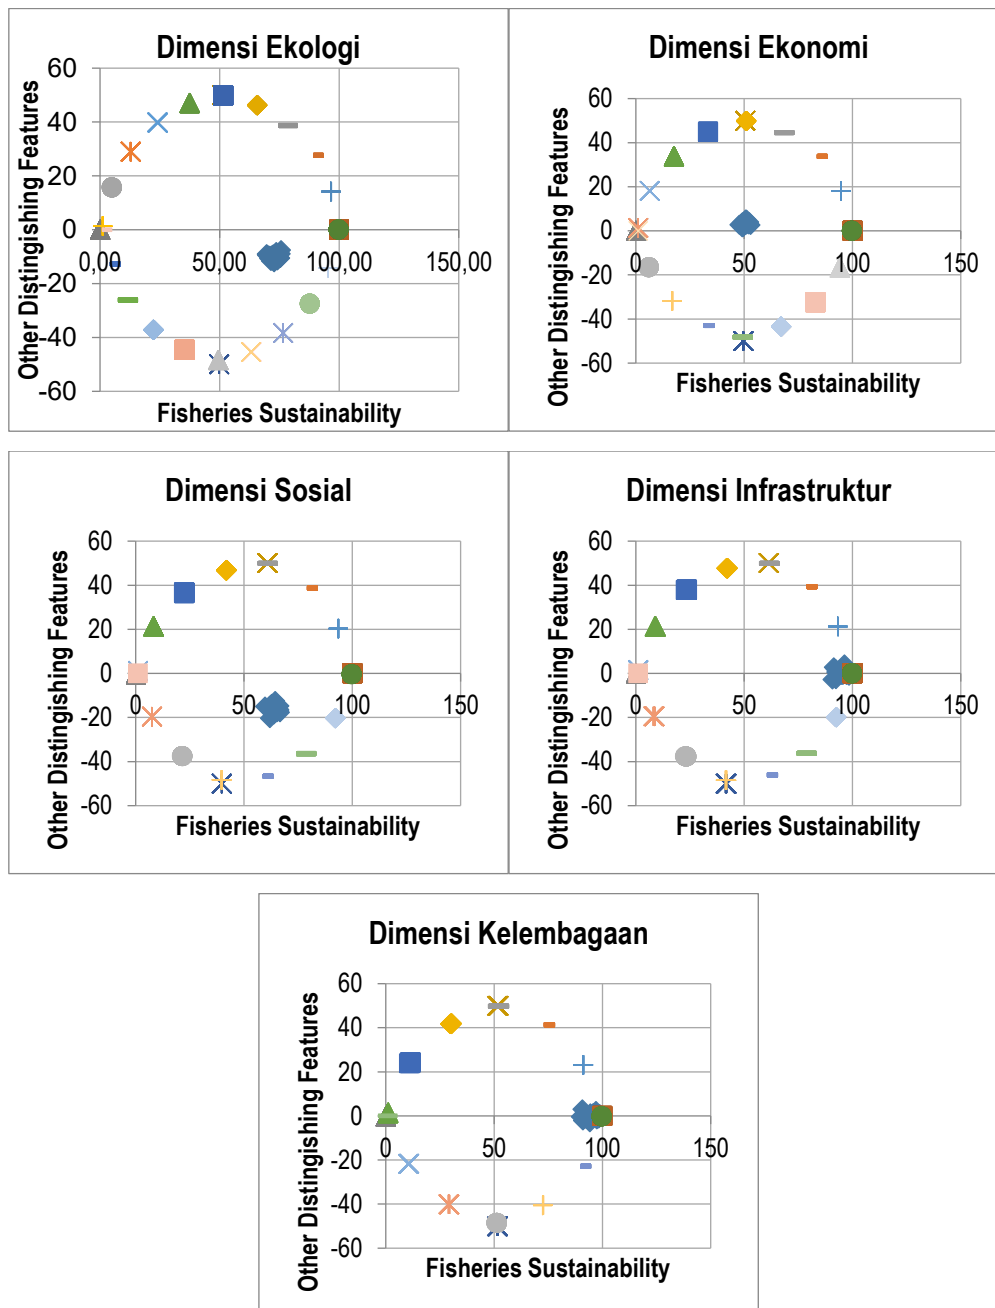 Dimensi Ekologi
Other Distingishing Features
60
40
20
0
-20
-40
-60
0,00 50,00 100,00 150,00
Fisheries Sustainability
Dimensi Ekonomi
Other Distingishing Features
60
40
20
0
-20
-40
-60
0 50 100 150
Fisheries Sustainability
Dimensi Sosial
Other Distingishing Features
60
40
20
0
-20
-40
-60
0 50 100 150
Fisheries Sustainability
Dimensi Infrastruktur
Other Distingishing Features
60
40
20
0
-20
-40
-60
0 50 100 150
Fisheries Sustainability
Dimensi Kelembagaan
Other Distingishing Features
60
40
20
0
-20
-40
-60
0 50 100 150
Fisheries Sustainability